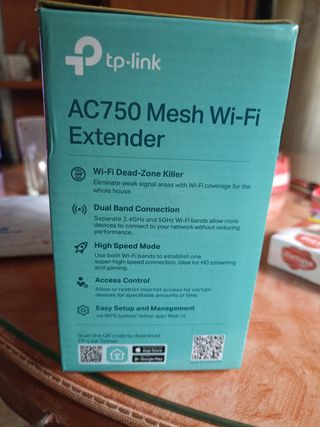 tp-link
AC750 Mesh Wi-Fi
Extender
Wi-Fi Dead-Zone Killer
Eliminate weak signal areas with Wi-Fi coverage for the
whole house.
Dual Band Connection
Separate 2.4GHz and 5GHz Wi-Fi bands allow more
devices to connect to your network without reducing
performance.
High Speed Mode
Use both Wi-Fi bands to establish one
super-high-speed connection, ideal for HD streaming
and gaming.
Access Control
Allow or restrict internet access for certain
devices for specifiable amounts of time.
Easy Setup and Management
via WPS button/ Tether app/ Web UI.
Scan the QR code to download
TP-Link Tether
App Store
Google Play